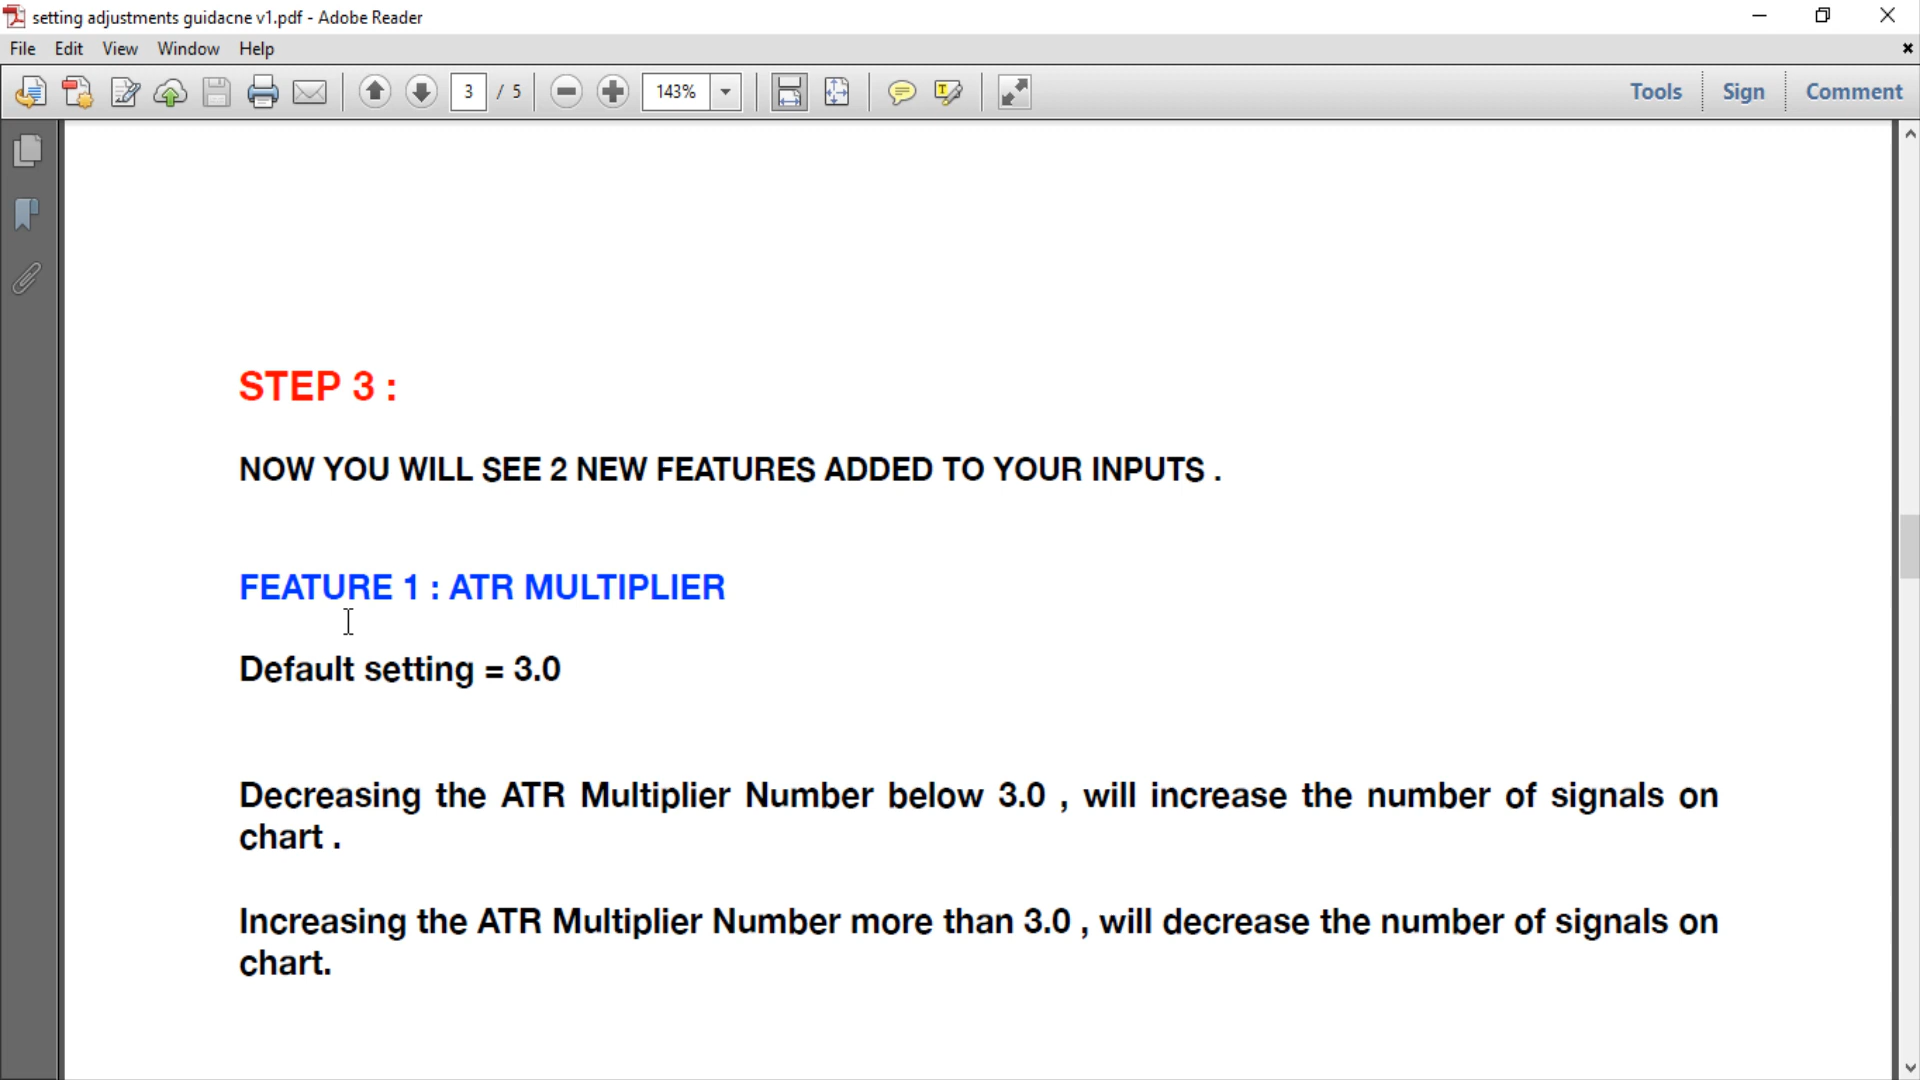 setting adjustments guidacne v1.pdf - Adobe Reader
File Edit View Window Help
3 / 5 143% Tools Sign Comment
STEP 3 :
NOW YOU WILL SEE 2 NEW FEATURES ADDED TO YOUR INPUTS .
FEATURE 1 : ATR MULTIPLIER
Default setting = 3.0
Decreasing the ATR Multiplier Number below 3.0 , will increase the number of signals on
chart .
Increasing the ATR Multiplier Number more than 3.0 , will decrease the number of signals on
chart.